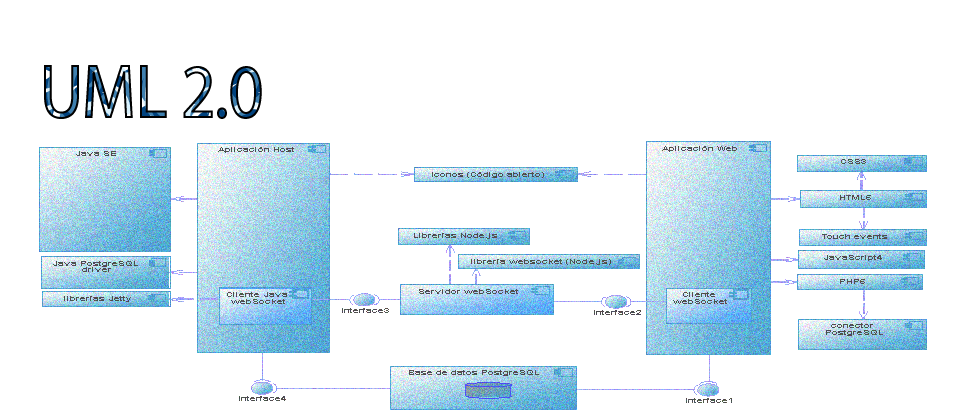 UML 2.0
Java SE
Aplicación Host
Aplicación Web
CSS3
Iconos (Código abierto)
HTML5
Librerías Node.js
Touch events
Java PostgreSQL
driver
librería websocket (Node.js)
JavaScript4
PHP5
librerías Jetty
Cliente Java
webSocket
Servidor webSocket
Cliente
webSocket
interface3
interface2
conector
PostgreSQL
Base de datos PostgreSQL
interface4
interface1